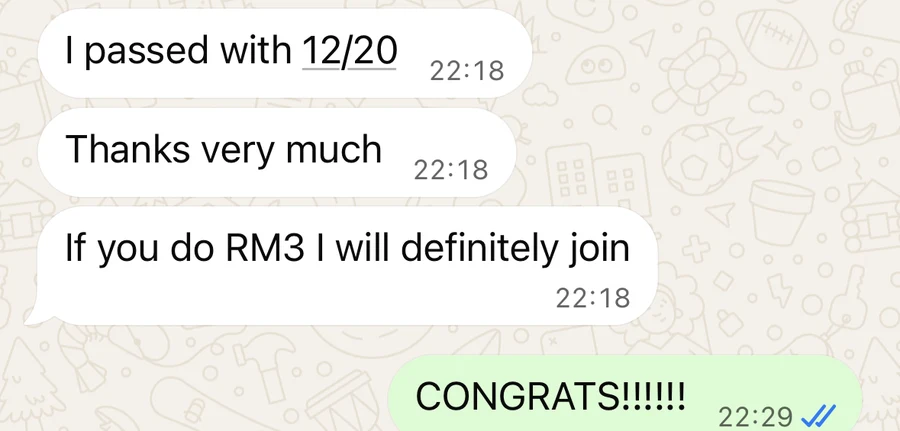 I passed with 12/20
22:18
Thanks very much
22:18
If you do RM3 I will definitely join
22:18
CONGRATS!!!!!!
22:29